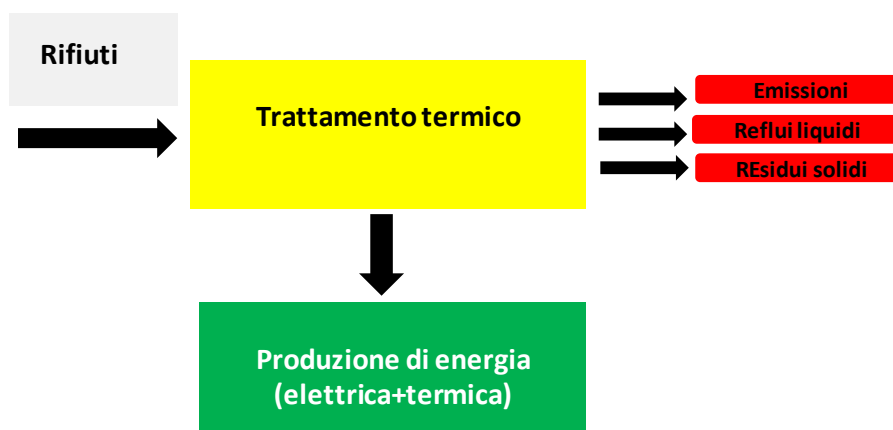 Rifiuti
Trattamento termico
Emissioni
Reflui liquidi
REsidui solidi
Produzione di energia
(elettrica+termica)